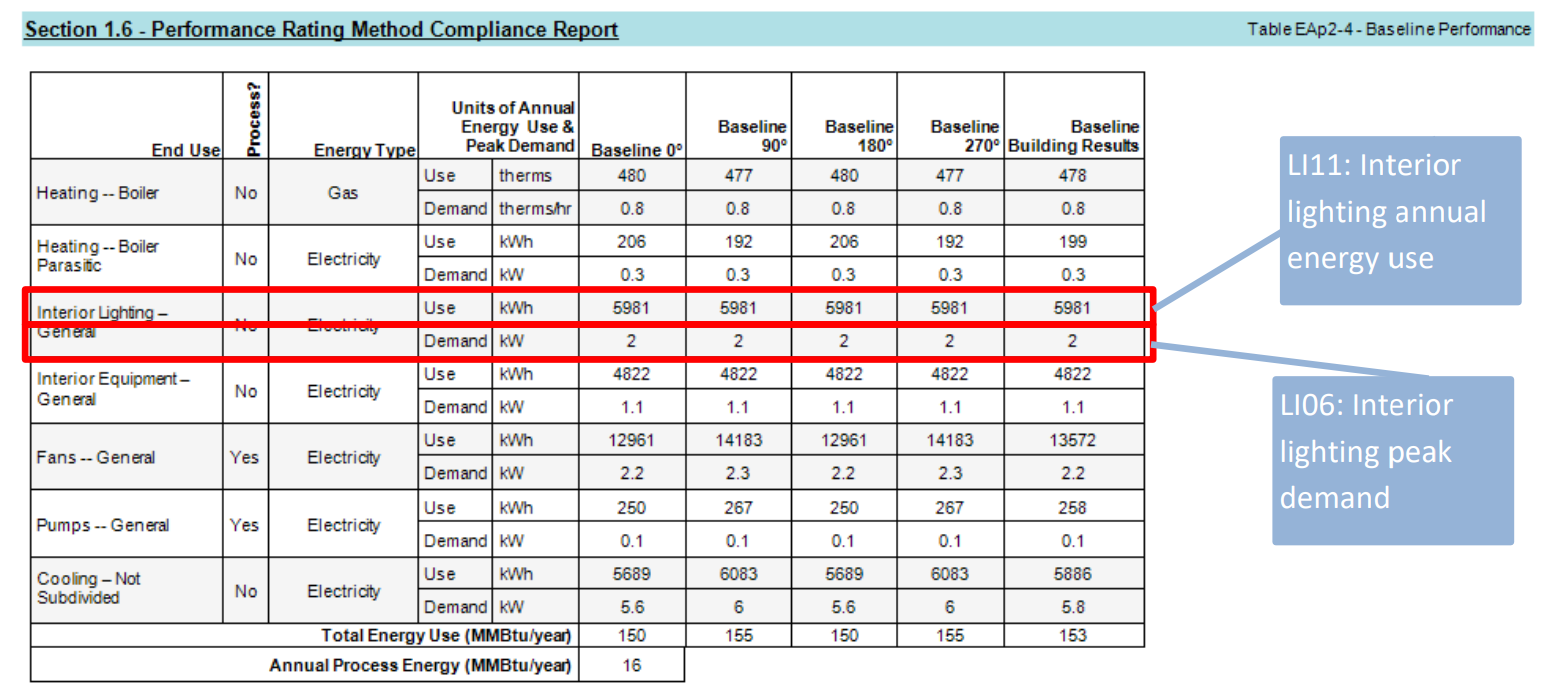 Section 1.6 - Performance Rating Method Compliance Report Table EAp2-4 - Baseline Performance
End Use Process? Energy Type Units of Annual Energy Use & Peak Demand Baseline 0° Baseline 90° Baseline 180° Baseline 270° Baseline Building Results
Heating -- Boiler No Gas Use therms 480 477 480 477 478
Demand therms/hr 0.8 0.8 0.8 0.8 0.8
Heating -- Boiler Parasitic No Electricity Use kWh 206 192 206 192 199
Demand kW 0.3 0.3 0.3 0.3 0.3
Interior Lighting – General No Electricity Use kWh 5981 5981 5981 5981 5981
Demand kW 2 2 2 2 2
Interior Equipment – General No Electricity Use kWh 4822 4822 4822 4822 4822
Demand kW 1.1 1.1 1.1 1.1 1.1
Fans -- General Yes Electricity Use kWh 12961 14183 12961 14183 13572
Demand kW 2.2 2.3 2.2 2.3 2.2
Pumps -- General Yes Electricity Use kWh 250 267 250 267 258
Demand kW 0.1 0.1 0.1 0.1 0.1
Cooling – Not Subdivided No Electricity Use kWh 5689 6083 5689 6083 5886
Demand kW 5.6 6 5.6 6 5.8
Total Energy Use (MMBtu/year) 150 155 150 155 153
Annual Process Energy (MMBtu/year) 16
LI11: Interior
lighting annual
energy use
LI06: Interior
lighting peak
demand